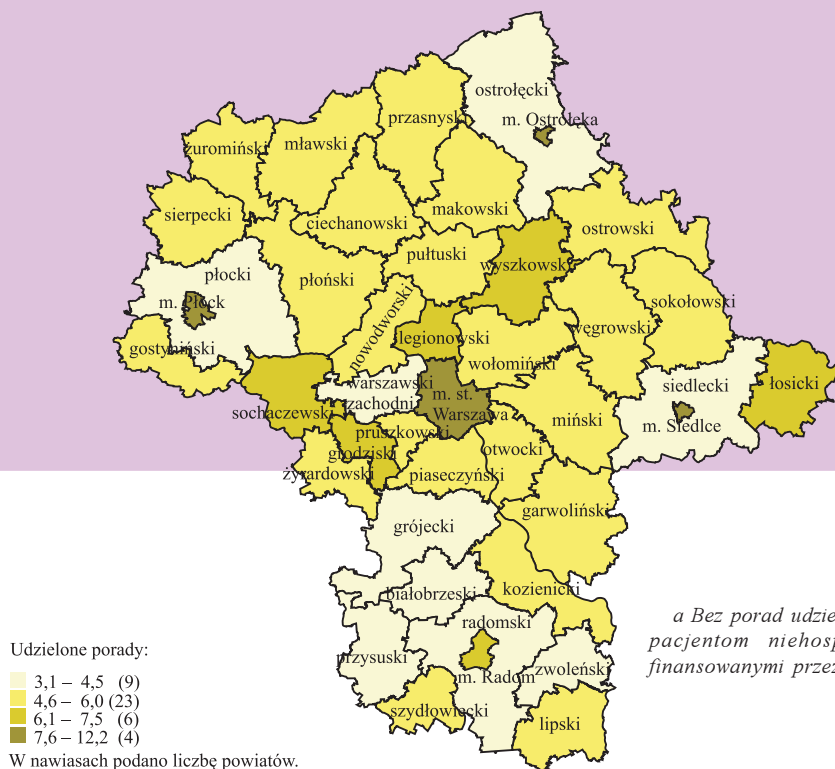 ostrołęcki
m. Ostrołęka
przasnyski
mławski
żuromiński
makowski
ciechanowski
sierpecki
ostrowski
pułtuski
wyszkowski
płocki
płoński
m. Płock
nowodworski
sokołowski
węgrowski
legionowski
gostyniński
wołomiński
warszawski
zachodni
siedlecki
łosicki
m. st.
Warszawa
sochaczewski
m. Siedlce
miński
pruszkowski
grodziski
otwocki
żyrardowski
piaseczyński
garwoliński
grójecki
kozienicki
białobrzeski
radomski
przysuski
zwoleński
m. Radom
szydłowiecki
lipski
a Bez porad udzie
pacjentom niehosp
finansowanymi przez
Udzielone porady:
3,1 – 4,5 (9)
4,6 – 6,0 (23)
6,1 – 7,5 (6)
7,6 – 12,2 (4)
W nawiasach podano liczbę powiatów.